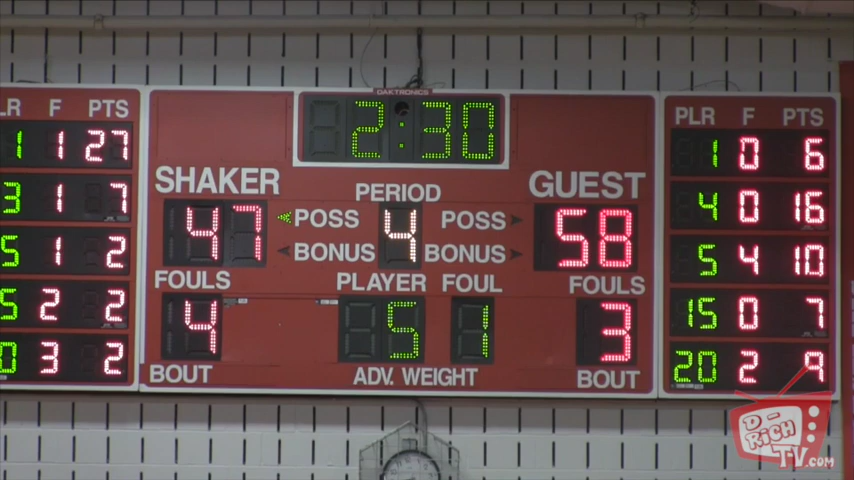 DAKTRONICS
2:30
LR F PTS
1 1 27
3 1 7
5 1 2
5 2 2
0 3 2
SHAKER PERIOD GUEST
47 POSS 4 POSS 58
BONUS BONUS
FOULS PLAYER FOUL FOULS
4 5 1 3
BOUT ADV. WEIGHT BOUT
PLR F PTS
1 0 6
4 0 16
5 4 10
15 0 7
20 2 9
D-RICH TV.COM